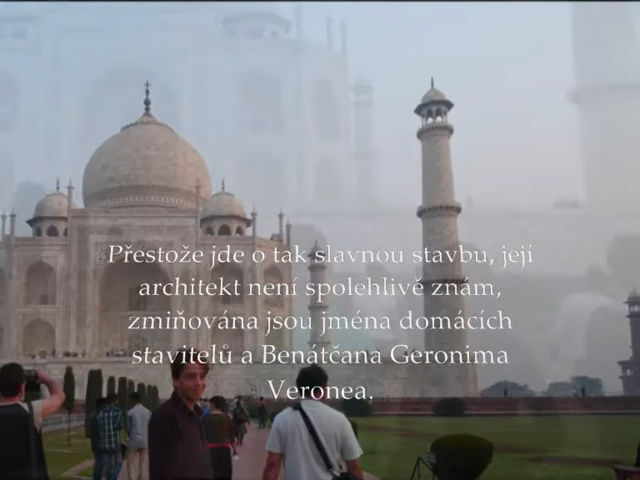 Přestože jde o tak slavnou stavbu, její
architekt není spolehlivě znám,
zmiňována jsou jména domácích
stavitelů a Benátčana Geronima
Veronea.